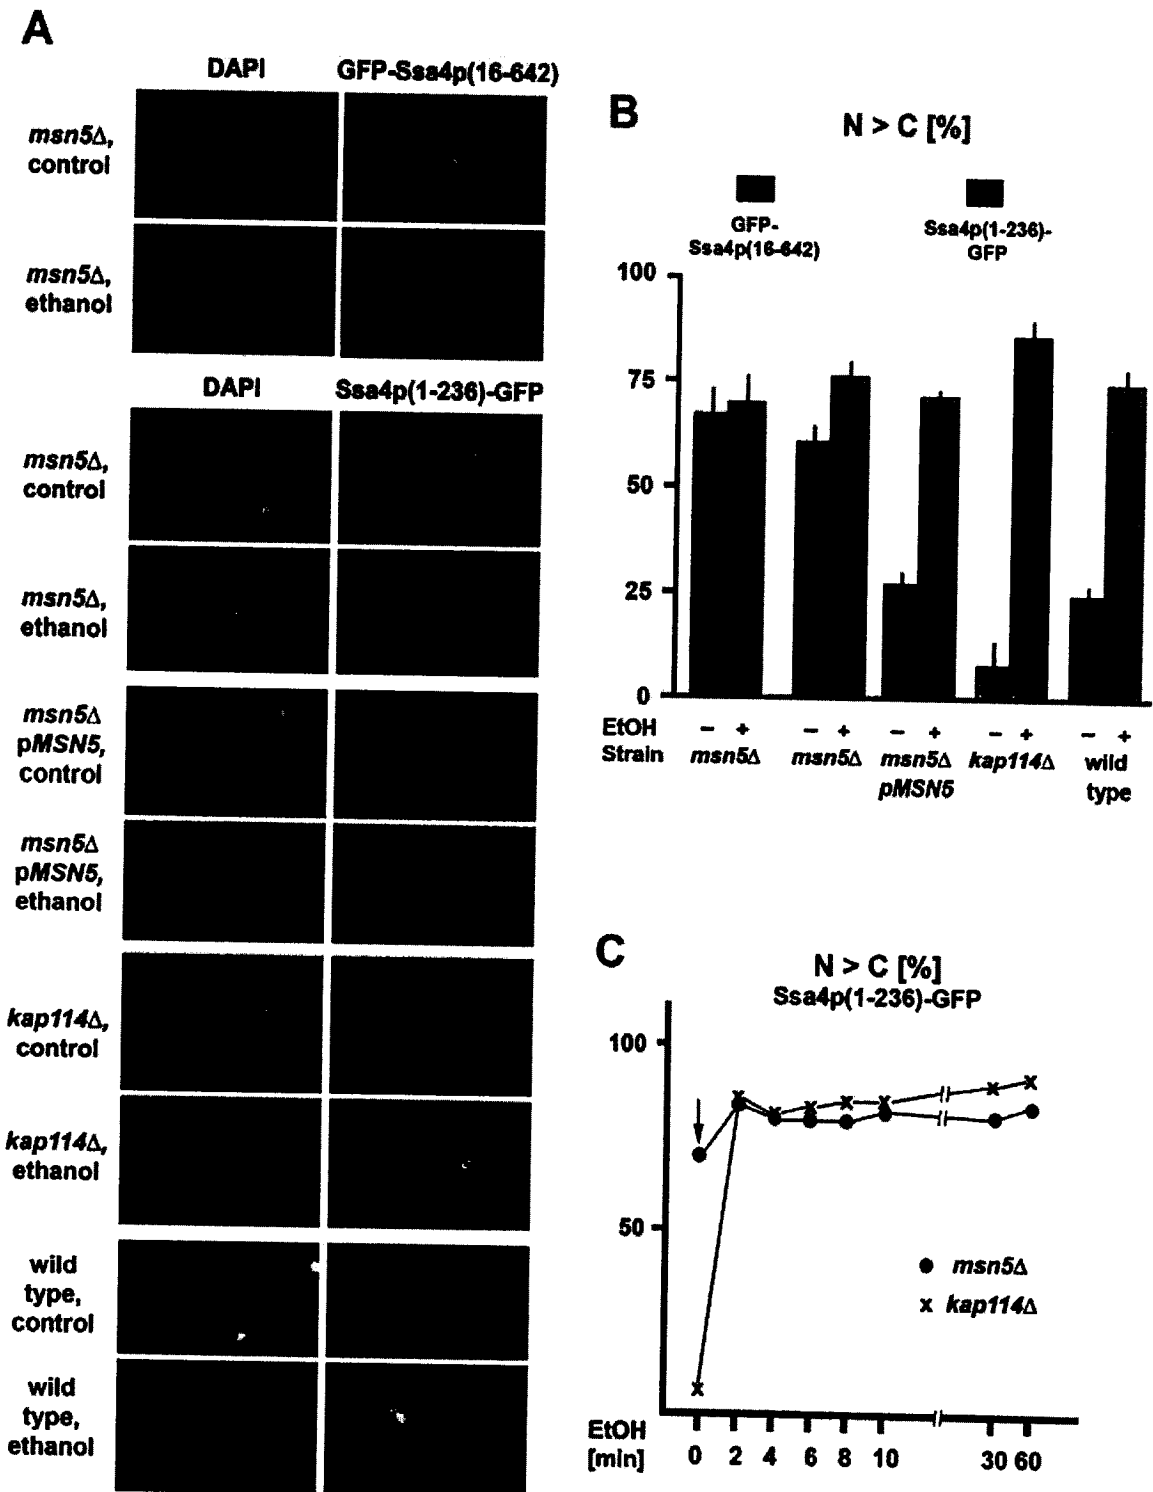 A
DAPI GFP-Ssa4p(16-642)
msn5Δ,
control
msn5Δ,
ethanol
DAPI Ssa4p(1-236)-GFP
msn5Δ,
control
msn5Δ,
ethanol
msn5Δ
pMSN5,
control
msn5Δ
pMSN5,
ethanol
kap114Δ,
control
kap114Δ,
ethanol
wild
type,
control
wild
type,
ethanol
B
N > C [%]
GFP-
Ssa4p(16-642)
Ssa4p(1-236)-
GFP
100
75
50
25
0
EtOH − + − + − + − + − +
Strain msn5Δ msn5Δ msn5Δ kap114Δ wild
pMSN5 type
C
N > C [%]
Ssa4p(1-236)-GFP
100
50
msn5Δ
x kap114Δ
EtOH
[min] 0 2 4 6 8 10 30 60